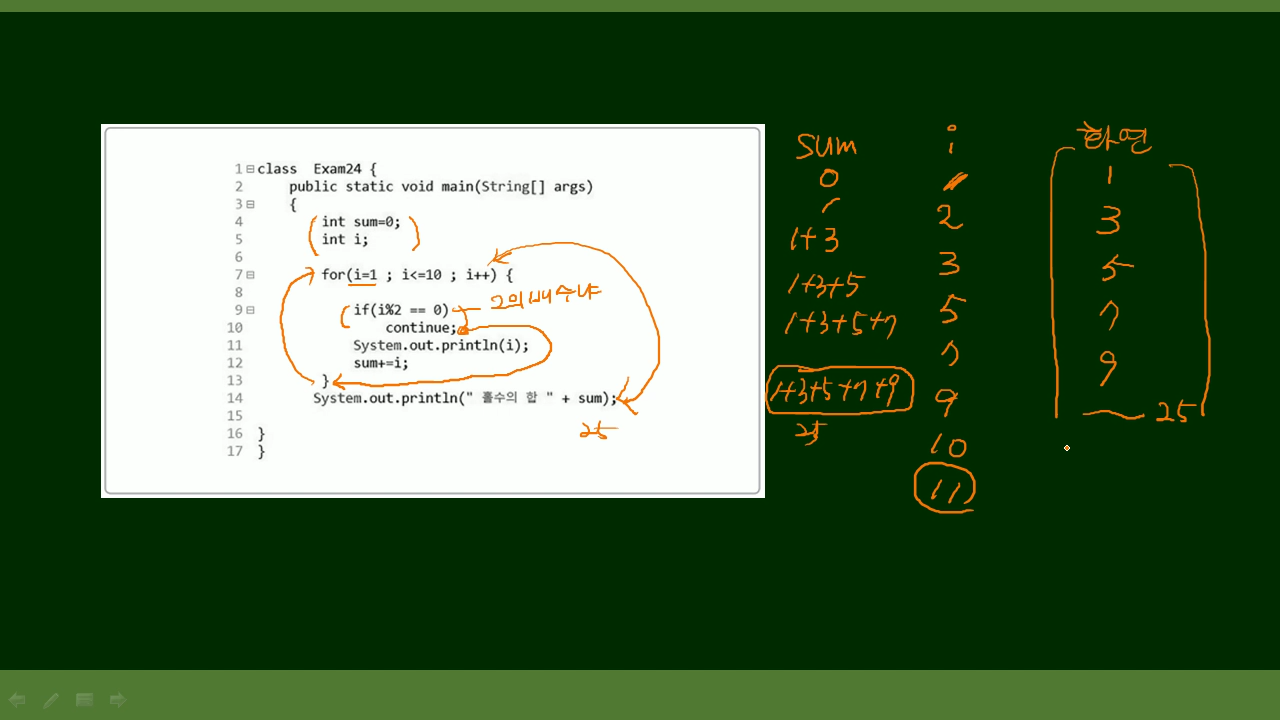 1 class Exam24 {
2 public static void main(String[] args)
3 {
4 int sum=0;
5 int i;
6
7 for(i=1 ; i<=10 ; i++) {
8
9 if(i%2 == 0) 2의 배수냐
10 continue;
11 System.out.println(i);
12 sum+=i;
13 }
14 System.out.println(" 홀수의 합 " + sum);
15
16 }
17 }
25
sum
0
1
1+3
1+3+5
1+3+5+7
1+3+5+7+9
25
i
2
3
5
7
9
10
11
화면
1
3
5
7
9
25